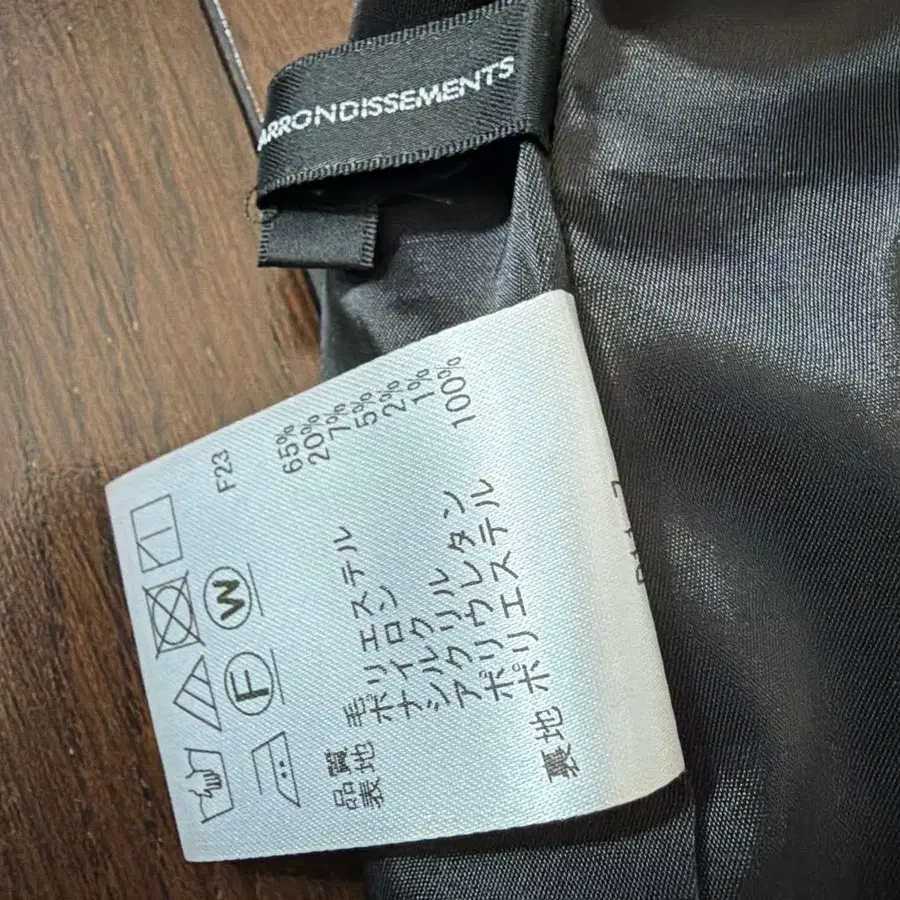 ARRONDISSEMENTS
W
F
F23
品質
表地 毛 65%
ポリエステル 20%
ナイロン 7%
シルク 5%
アクリル 2%
ポリウレタン 1%
裏地 ポリエステル 100%